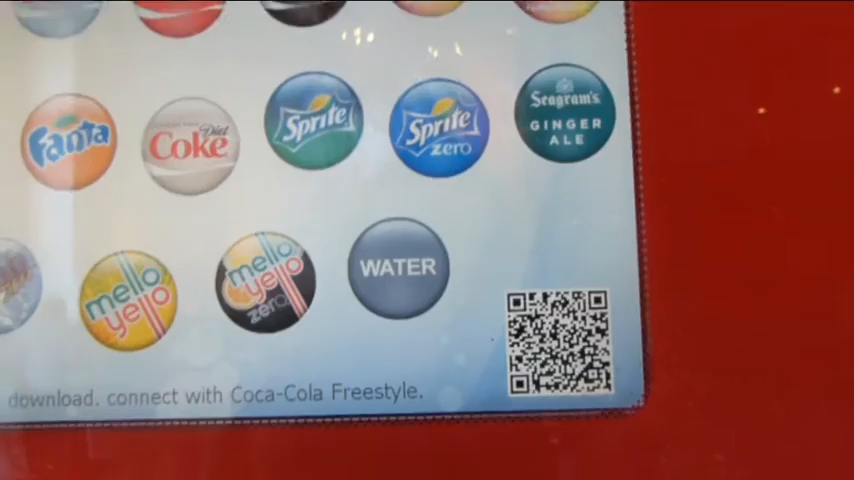 Fanta
Diet
Coke
Sprite
Sprite
zero
Seagram's
GINGER
ALE
mello
yello
mello
yello
zero
WATER
download. connect with Coca-Cola Freestyle.